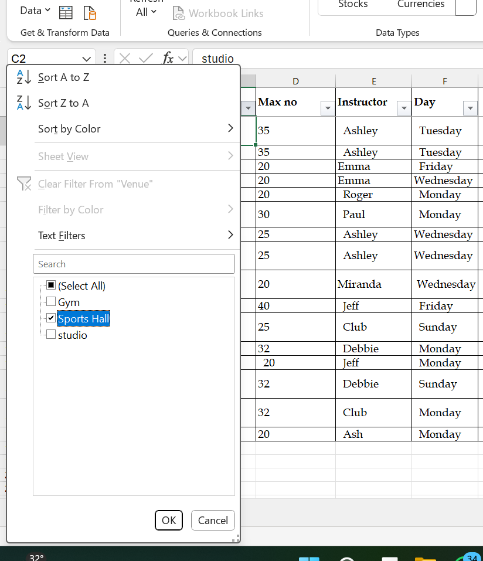 Data
Refresh
All
Workbook Links
Stocks
Currencies
Get & Transform Data
Queries & Connections
Data Types
C2
fx
studio
Sort A to Z
Sort Z to A
Sort by Color
Sheet View
Clear Filter From "Venue"
Filter by Color
Text Filters
Search
(Select All)
Gym
Sports Hall
studio
OK
Cancel
D E F
Max no Instructor Day
35 Ashley Tuesday
35 Ashley Tuesday
20 Emma Friday
20 Emma Wednesday
20 Roger Monday
30 Paul Monday
25 Ashley Wednesday
25 Ashley Wednesday
20 Miranda Wednesday
40 Jeff Friday
25 Club Sunday
32 Debbie Monday
20 Jeff Monday
32 Debbie Sunday
32 Club Monday
20 Ash Monday
32°
34